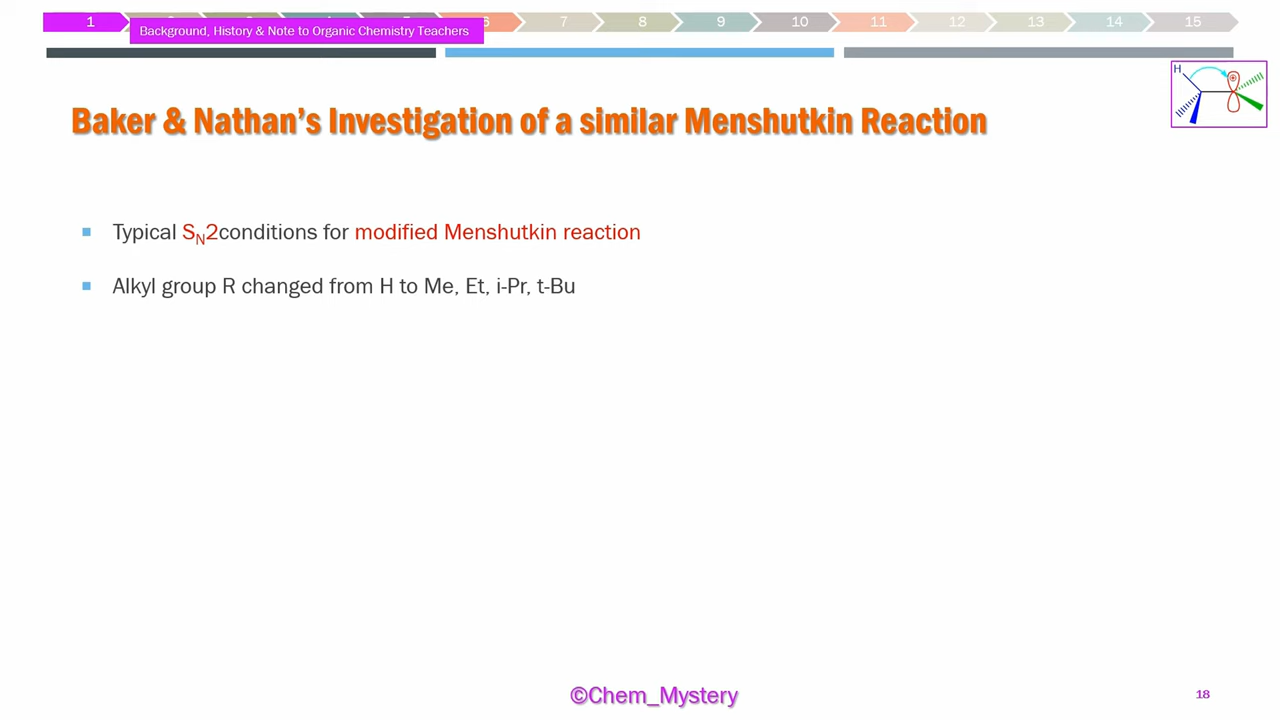 1 6 7 8 9 10 11 12 13 14 15
Background, History & Note to Organic Chemistry Teachers
H
Baker & Nathan's Investigation of a similar Menshutkin Reaction
Typical SN2conditions for modified Menshutkin reaction
Alkyl group R changed from H to Me, Et, i-Pr, t-Bu
©Chem_Mystery
18